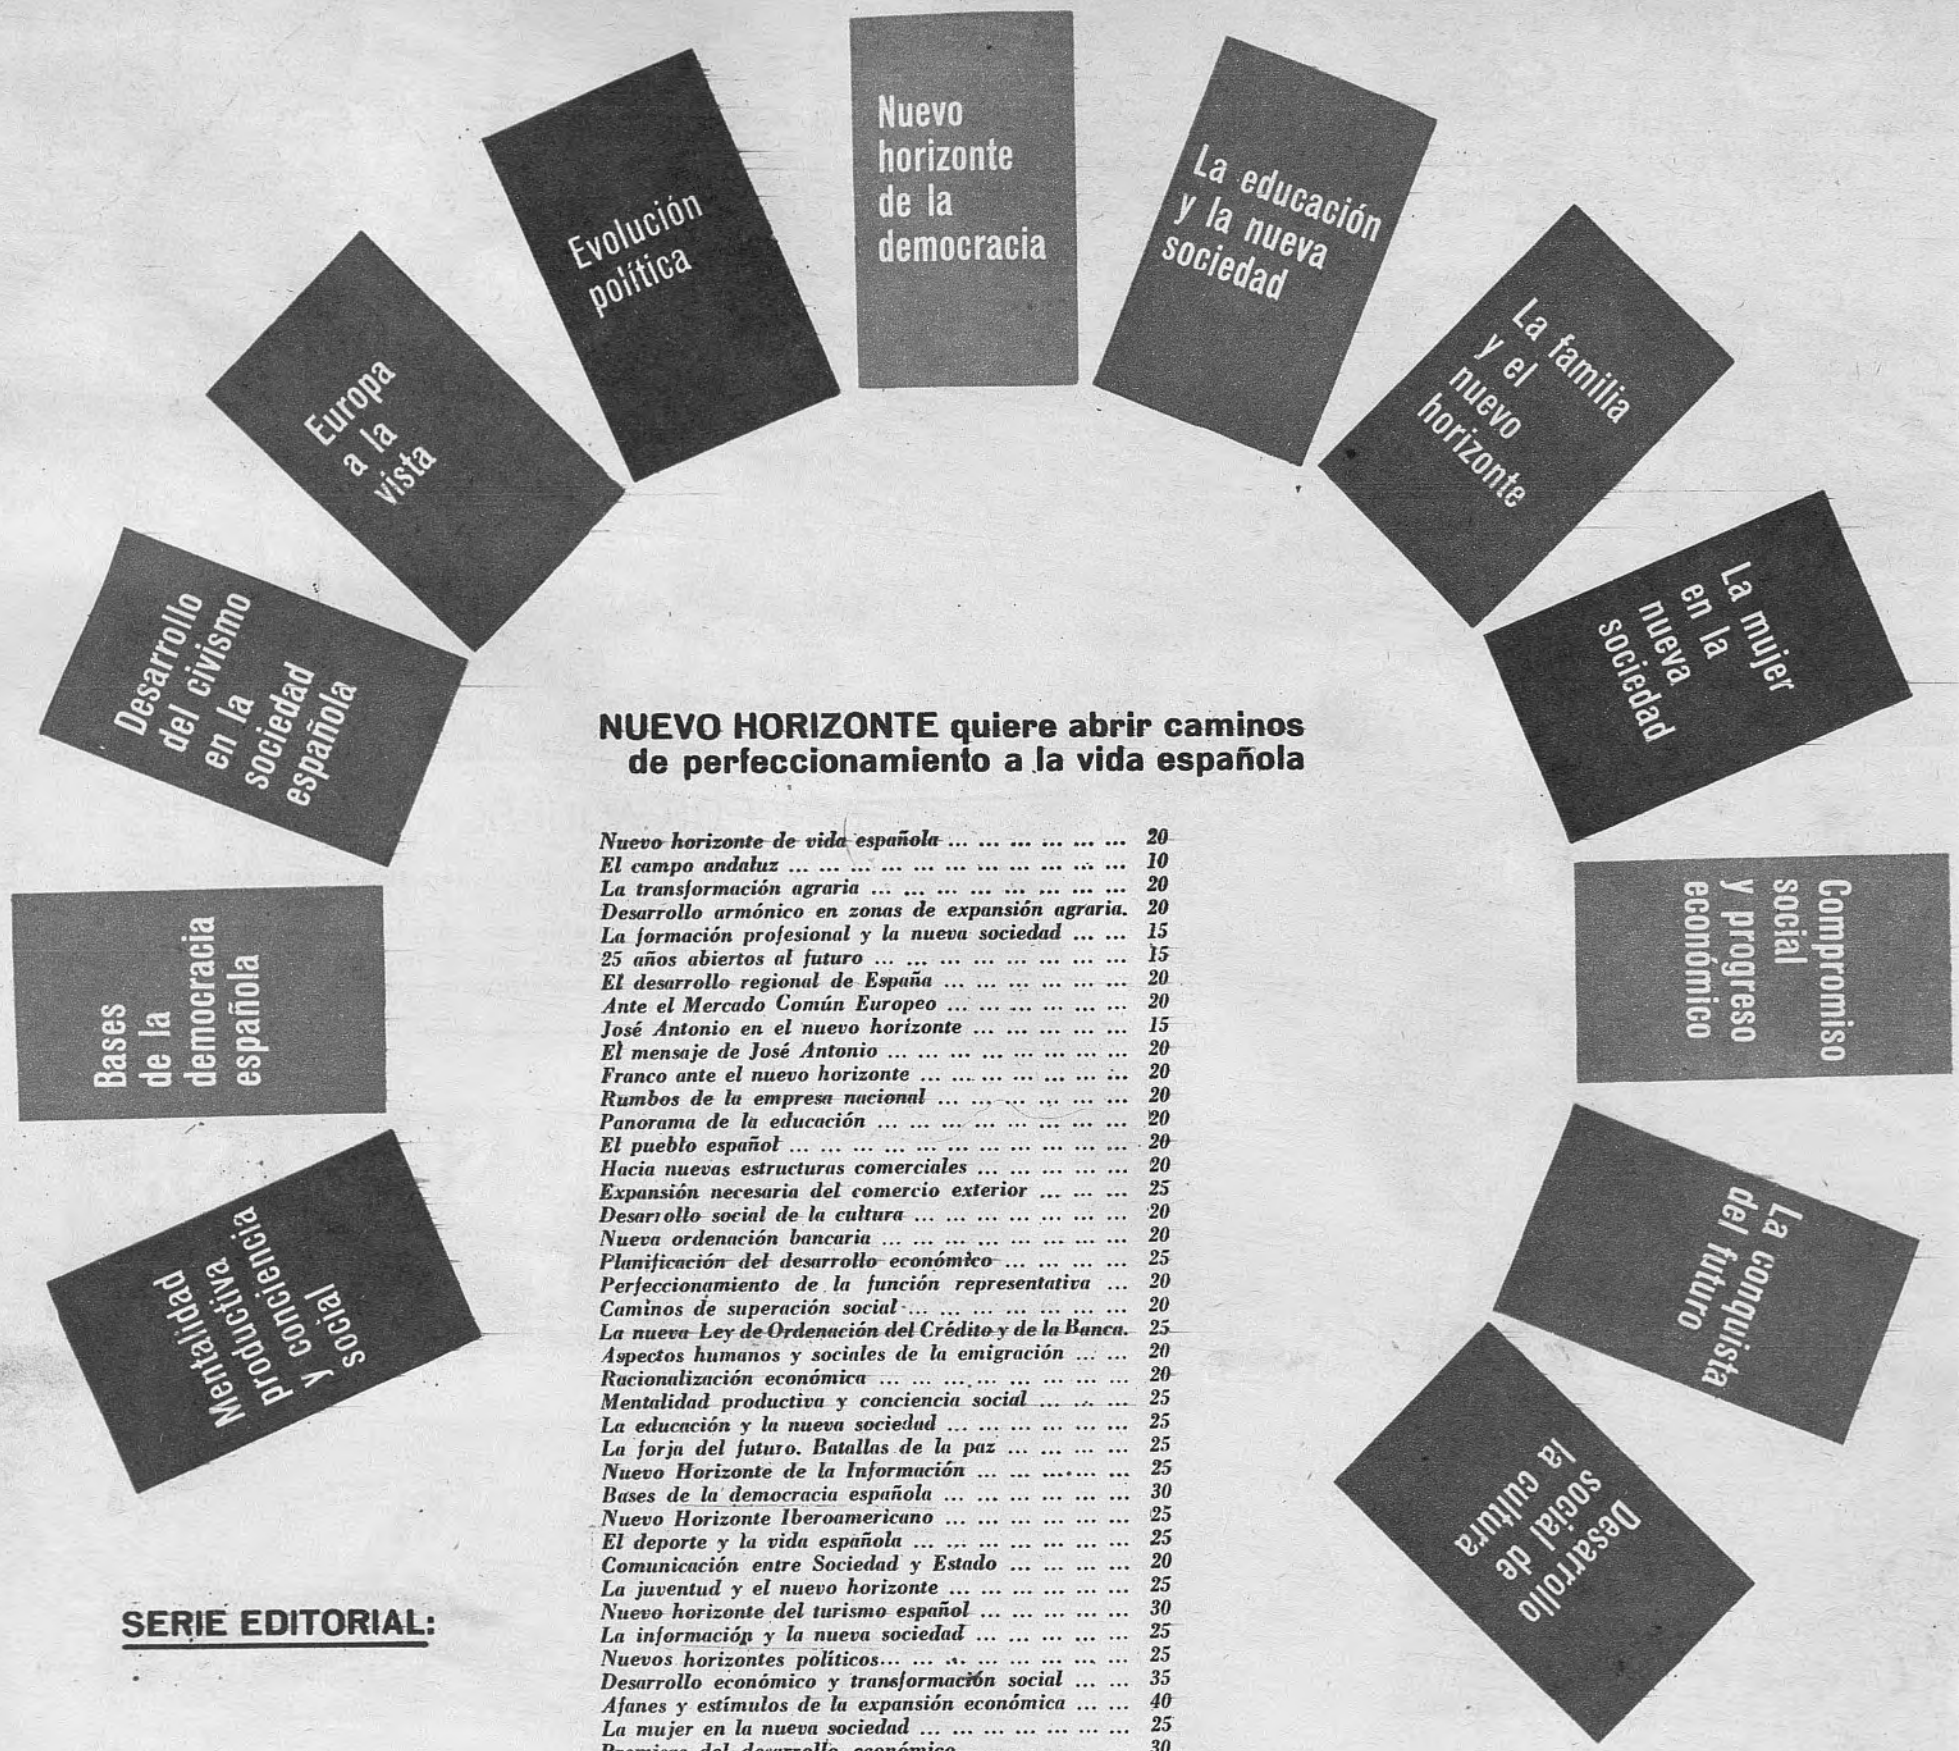 Nuevo
horizonte
de la
democracia
La educación
y la nueva
sociedad
La familia
y el
nuevo
horizonte
La mujer
en la
nueva
sociedad
Compromiso
social
y progreso
económico
La conquista
del futuro
Desarrollo
social de
la cultura
Evolución
política
Europa
a la
vista
Desarrollo
del civismo
en la
sociedad
española
Bases
de la
democracia
española
Mentalidad
productiva
y conciencia
social
NUEVO HORIZONTE quiere abrir caminos
de perfeccionamiento a la vida española
Nuevo horizonte de vida española ... ... ... ... ... ... 20
El campo andaluz ... ... ... ... ... ... ... ... ... ... ... 10
La transformación agraria ... ... ... ... ... ... ... ... 20
Desarrollo armónico en zonas de expansión agraria. 20
La formación profesional y la nueva sociedad ... ... 15
25 años abiertos al futuro ... ... ... ... ... ... ... ... 15
El desarrollo regional de España ... ... ... ... ... ... 20
Ante el Mercado Común Europeo ... ... ... ... ... ... 20
José Antonio en el nuevo horizonte ... ... ... ... ... 15
El mensaje de José Antonio ... ... ... ... ... ... ... ... 20
Franco ante el nuevo horizonte ... ... ... ... ... ... ... 20
Rumbos de la empresa nacional ... ... ... ... ... ... 20
Panorama de la educación ... ... ... ... ... ... ... ... 20
El pueblo español ... ... ... ... ... ... ... ... ... ... ... 20
Hacia nuevas estructuras comerciales ... ... ... ... ... 20
Expansión necesaria del comercio exterior ... ... ... 25
Desarrollo social de la cultura ... ... ... ... ... ... ... 20
Nueva ordenación bancaria ... ... ... ... ... ... ... ... 20
Planificación del desarrollo económico ... ... ... ... 25
Perfeccionamiento de la función representativa ... 20
Caminos de superación social ... ... ... ... ... ... ... 20
La nueva Ley de Ordenación del Crédito y de la Banca. 25
Aspectos humanos y sociales de la emigración ... ... 20
Racionalización económica ... ... ... ... ... ... ... ... 20
Mentalidad productiva y conciencia social ... ... ... 25
La educación y la nueva sociedad ... ... ... ... ... ... 25
La forja del futuro. Batallas de la paz ... ... ... ... 25
Nuevo Horizonte de la Información ... ... ... ... ... 25
Bases de la democracia española ... ... ... ... ... ... 30
Nuevo Horizonte Iberoamericano ... ... ... ... ... ... 25
El deporte y la vida española ... ... ... ... ... ... ... 25
Comunicación entre Sociedad y Estado ... ... ... ... 20
La juventud y el nuevo horizonte ... ... ... ... ... ... 25
Nuevo horizonte del turismo español ... ... ... ... ... 30
La información y la nueva sociedad ... ... ... ... ... 25
Nuevos horizontes políticos... ... ... ... ... ... ... ... 25
Desarrollo económico y transformación social ... ... 35
Afanes y estímulos de la expansión económica ... ... 40
La mujer en la nueva sociedad ... ... ... ... ... ... ... 25
Premisas del desarrollo económico ... ... ... ... ... ... 30
SERIE EDITORIAL: